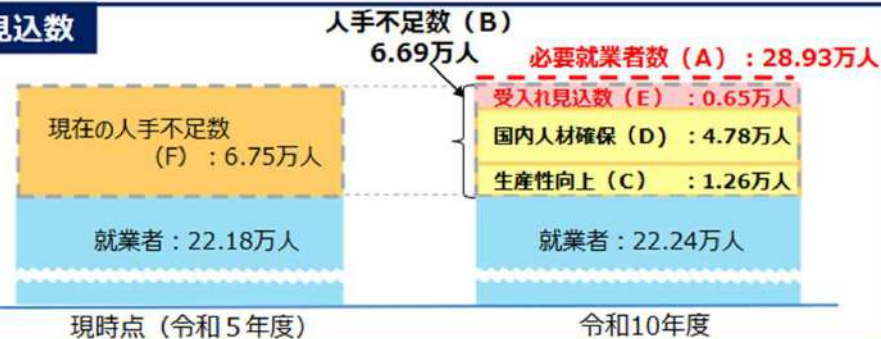 見込数
人手不足数（B）
6.69万人
必要就業者数（A）：28.93万人
現在の人手不足数
（F）：6.75万人
就業者：22.18万人
受入れ見込数（E）：0.65万人
国内人材確保（D）：4.78万人
生産性向上（C）：1.26万人
就業者：22.24万人
現時点（令和５年度）
令和10年度